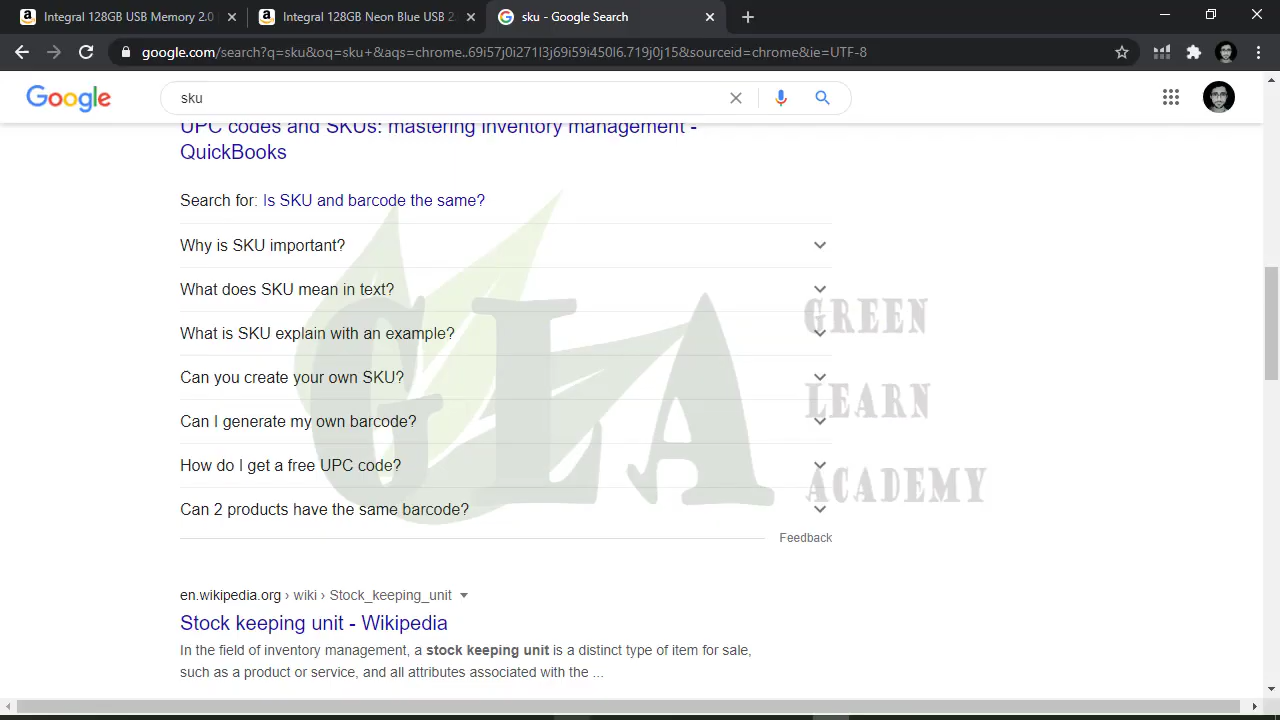 Integral 128GB USB Memory 2.0
Integral 128GB Neon Blue USB 2.
sku - Google Search
google.com/search?q=sku&oq=sku+&aqs=chrome..69i57j0i271l3j69i59i450l6.719j0j15&sourceid=chrome&ie=UTF-8
Google
sku
UPC codes and SKUs: mastering inventory management -
QuickBooks
Search for: Is SKU and barcode the same?
Why is SKU important?
What does SKU mean in text?
What is SKU explain with an example?
Can you create your own SKU?
Can I generate my own barcode?
How do I get a free UPC code?
Can 2 products have the same barcode?
Feedback
GLA
GREEN
LEARN
ACADEMY
en.wikipedia.org › wiki › Stock_keeping_unit
Stock keeping unit - Wikipedia
In the field of inventory management, a stock keeping unit is a distinct type of item for sale,
such as a product or service, and all attributes associated with the ...